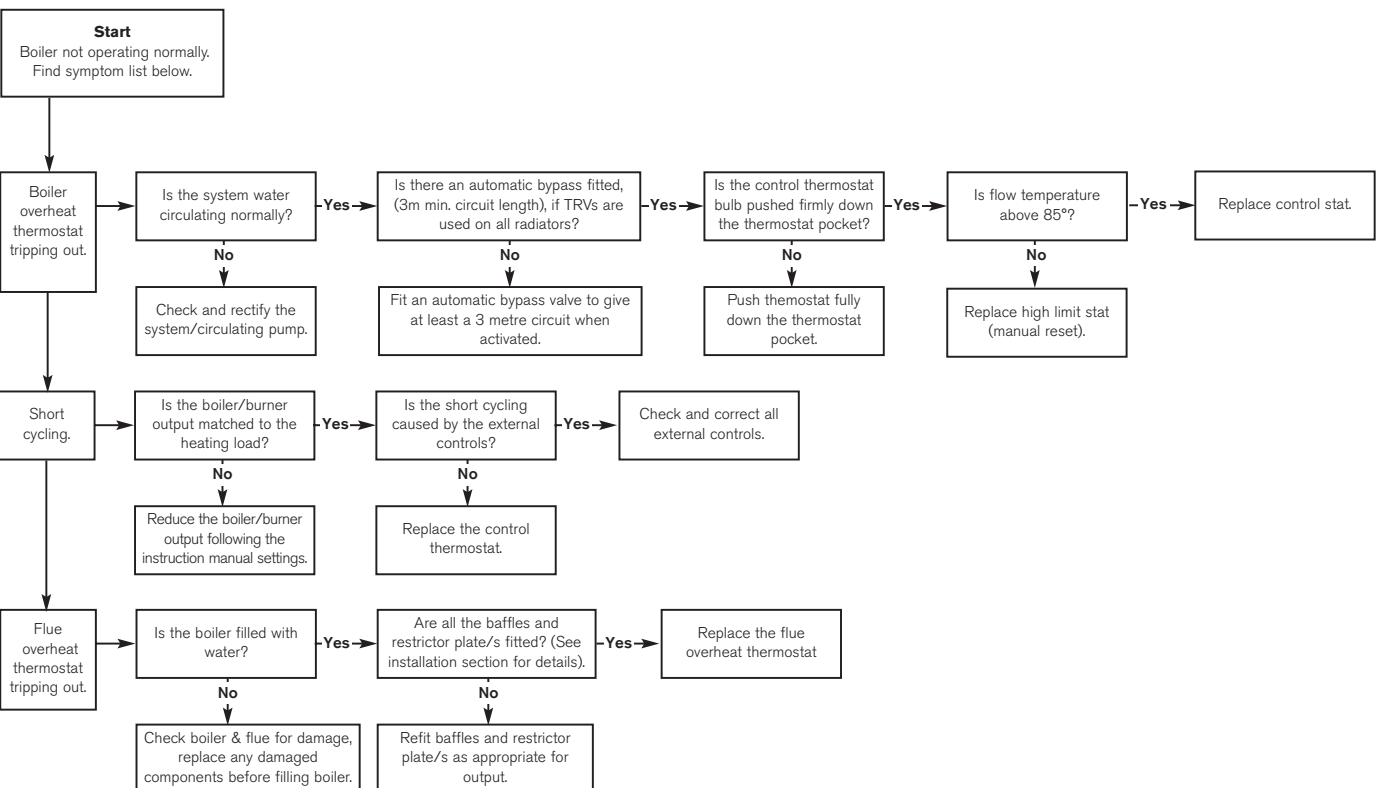 Start
Boiler not operating normally.
Find symptom list below.
Boiler
overheat
thermostat
tripping out.
Is the system water
circulating normally?
Yes
Is there an automatic bypass fitted,
(3m min. circuit length), if TRVs are
used on all radiators?
Yes
Is the control thermostat
bulb pushed firmly down
the thermostat pocket?
Yes
Is flow temperature
above 85°?
Yes
Replace control stat.
No
No
No
No
Check and rectify the
system/circulating pump.
Fit an automatic bypass valve to give
at least a 3 metre circuit when
activated.
Push themostat fully
down the thermostat
pocket.
Replace high limit stat
(manual reset).
Short
cycling.
Is the boiler/burner
output matched to the
heating load?
Yes
Is the short cycling
caused by the external
controls?
Yes
Check and correct all
external controls.
No
No
Reduce the boiler/burner
output following the
instruction manual settings.
Replace the control
thermostat.
Flue
overheat
thermostat
tripping out.
Is the boiler filled with
water?
Yes
Are all the baffles and
restrictor plate/s fitted? (See
installation section for details).
Yes
Replace the flue
overheat thermostat
No
No
Check boiler & flue for damage,
replace any damaged
components before filling boiler.
Refit baffles and restrictor
plate/s as appropriate for
output.